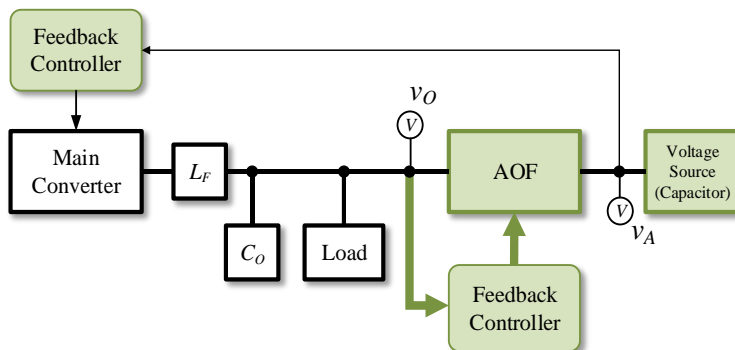 Feedback
Controller
v_O
V
Main
Converter
L_F
AOF
Voltage
Source
(Capacitor)
V
v_A
C_O
Load
Feedback
Controller